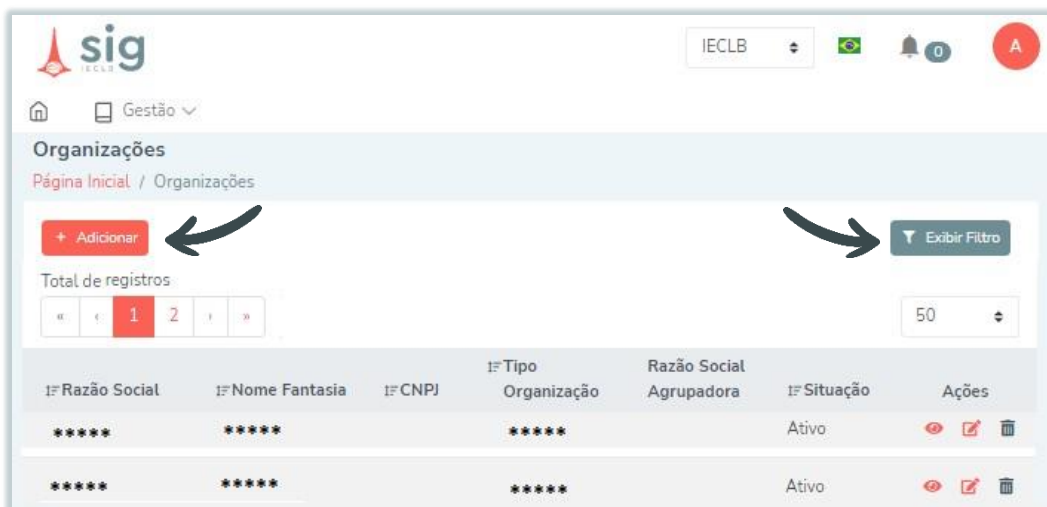 sig
IECLB
IECLB
0
A
Gestão
Organizações
Página Inicial / Organizações
+ Adicionar
Exibir Filtro
Total de registros
« ‹ 1 2 › »
50
Razão Social Nome Fantasia CNPJ Tipo Organização Razão Social Agrupadora Situação Ações
***** ***** ***** Ativo
***** ***** ***** Ativo